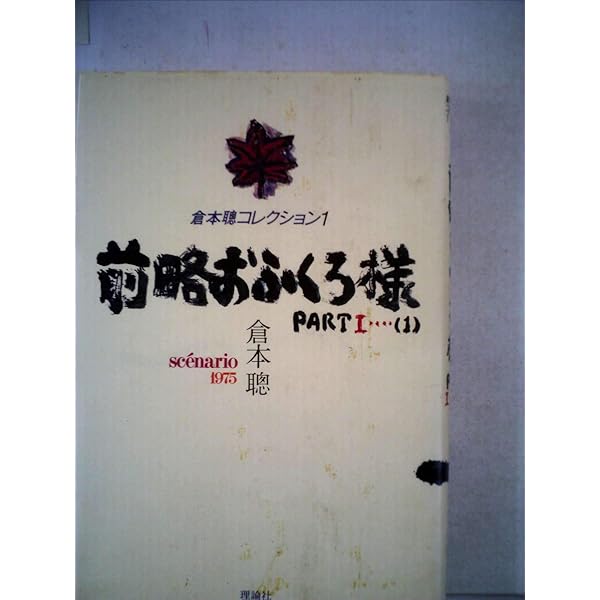 倉本聰コレクション1
前略おふくろ様
PART I‥‥(1)
倉本聰
scénario
1975
理論社